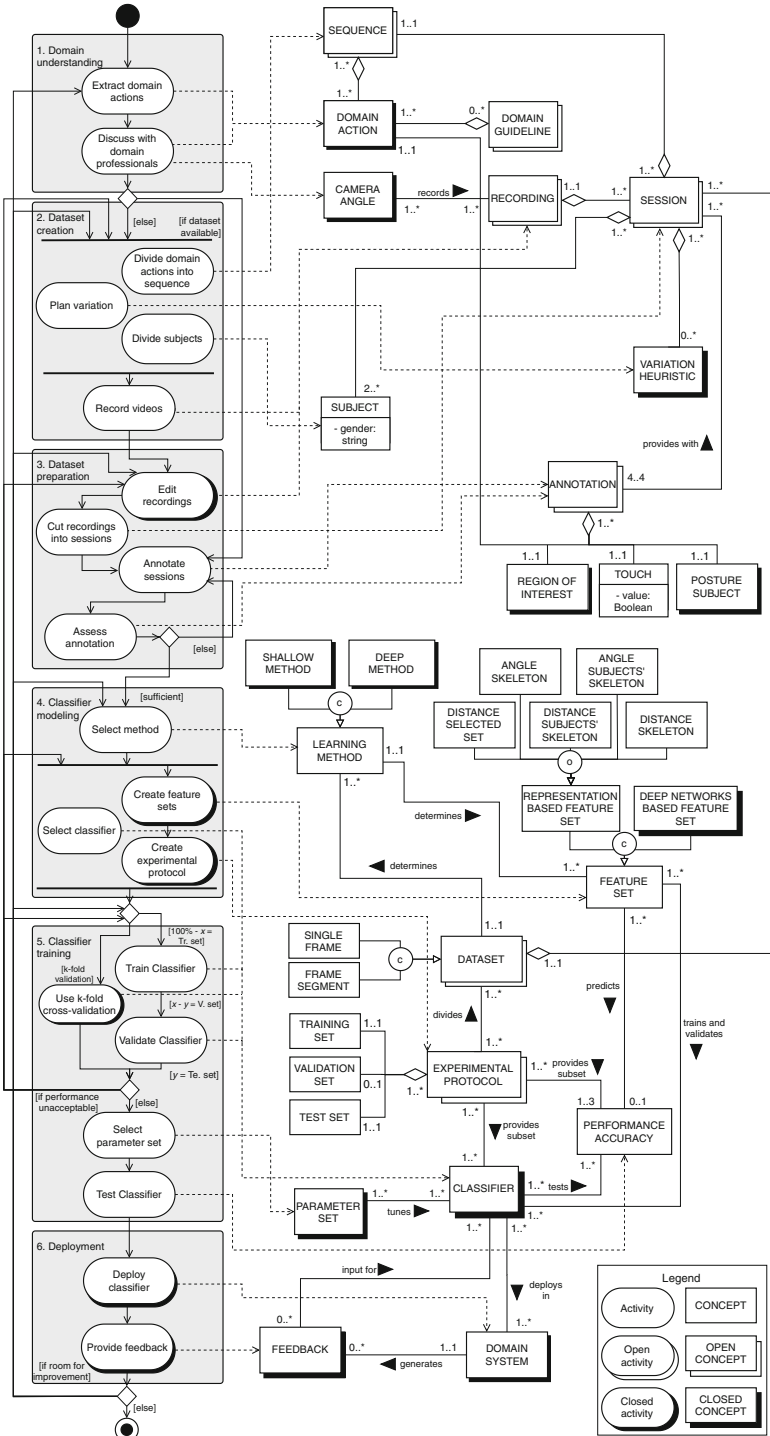 1. Domain
understanding
Extract domain
actions
Discuss with
domain
professionals
[else]
[if dataset
available]
2. Dataset
creation
Divide domain
actions into
sequence
Plan variation
Divide subjects
Record videos
3. Dataset
preparation
Edit
recordings
Cut recordings
into sessions
Annotate
sessions
Assess
annotation
[else]
[sufficient]
4. Classifier
modeling
Select method
Create feature
sets
Select classifier
Create
experimental
protocol
5. Classifier
training
[100% - x =
Tr. set]
[k-fold
validation]
Train Classifier
Use k-fold
cross-validation
[x - y = V. set]
Validate Classifier
[y = Te. set]
[if performance
unacceptable]
[else]
Select
parameter set
Test Classifier
6. Deployment
Deploy
classifier
Provide feedback
[if room for
improvement]
[else]
SEQUENCE
1..1
1..*
1..*
DOMAIN
ACTION
1..*
0..*
DOMAIN
GUIDELINE
1..1
CAMERA
ANGLE
records
1..*
1..*
RECORDING
1..1
1..*
1..*
SESSION
1..*
1..*
1..*
1..*
0..*
VARIATION
HEURISTIC
2..*
SUBJECT
- gender:
string
provides with
ANNOTATION
4..4
1..*
1..1
1..1
1..1
REGION OF
INTEREST
TOUCH
- value:
Boolean
POSTURE
SUBJECT
SHALLOW
METHOD
DEEP
METHOD
c
LEARNING
METHOD
1..1
1..*
ANGLE
SKELETON
ANGLE
SUBJECTS'
SKELETON
DISTANCE
SELECTED
SET
DISTANCE
SUBJECTS'
SKELETON
DISTANCE
SKELETON
o
REPRESENTATION
BASED FEATURE
SET
DEEP NETWORKS
BASED FEATURE
SET
c
determines
determines
1..*
1..*
FEATURE
SET
1..*
SINGLE
FRAME
FRAME
SEGMENT
c
1..1
DATASET
1..1
1..*
divides
predicts
trains and
validates
TRAINING
SET
1..1
VALIDATION
SET
0..1
TEST SET
1..1
1..*
1..*
EXPERIMENTAL
PROTOCOL
1..*
1..*
provides
subset
provides
subset
1..3
0..1
PERFORMANCE
ACCURACY
1..*
1..*
CLASSIFIER
1..*
tests
1..*
1..*
1..*
PARAMETER
SET
1..*
tunes
1..*
1..*
input for
deploys
in
0..*
FEEDBACK
0..*
generates
1..1
1..*
DOMAIN
SYSTEM
Legend
Activity
CONCEPT
Open
activity
OPEN
CONCEPT
Closed
activity
CLOSED
CONCEPT